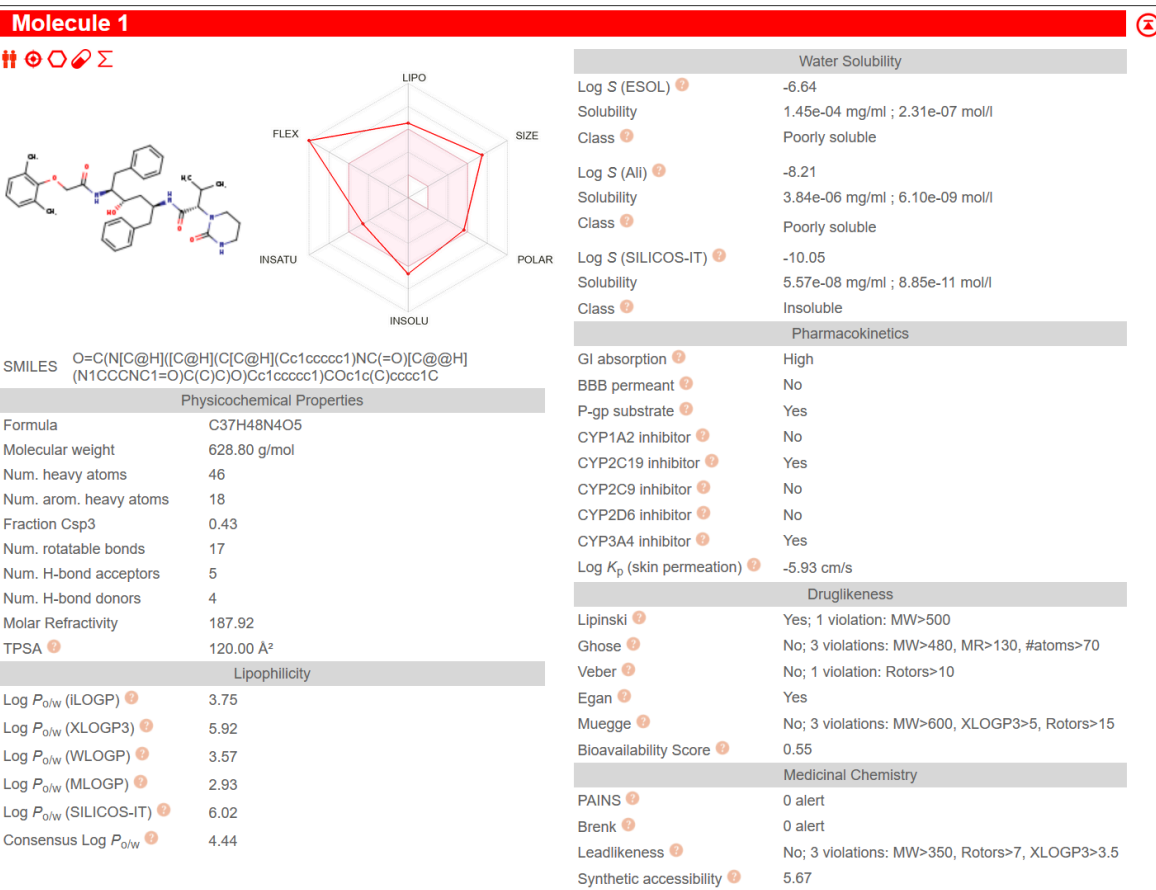 Molecule 1
LIPO
FLEX
SIZE
INSATU
POLAR
INSOLU
CH₃
O
O
N
H
HO
H
N
O
H₃C
CH₃
N
O
N
H
CH₃
SMILES O=C(N[C@H]([C@H](C[C@H](Cc1ccccc1)NC(=O)[C@@H]
(N1CCCNC1=O)C(C)C)O)Cc1ccccc1)COc1c(C)cccc1C
Physicochemical Properties
Formula C37H48N4O5
Molecular weight 628.80 g/mol
Num. heavy atoms 46
Num. arom. heavy atoms 18
Fraction Csp3 0.43
Num. rotatable bonds 17
Num. H-bond acceptors 5
Num. H-bond donors 4
Molar Refractivity 187.92
TPSA ? 120.00 Å²
Lipophilicity
Log Po/w (iLOGP) ? 3.75
Log Po/w (XLOGP3) ? 5.92
Log Po/w (WLOGP) ? 3.57
Log Po/w (MLOGP) ? 2.93
Log Po/w (SILICOS-IT) ? 6.02
Consensus Log Po/w ? 4.44
Water Solubility
Log S (ESOL) ? -6.64
Solubility 1.45e-04 mg/ml ; 2.31e-07 mol/l
Class ? Poorly soluble
Log S (Ali) ? -8.21
Solubility 3.84e-06 mg/ml ; 6.10e-09 mol/l
Class ? Poorly soluble
Log S (SILICOS-IT) ? -10.05
Solubility 5.57e-08 mg/ml ; 8.85e-11 mol/l
Class ? Insoluble
Pharmacokinetics
GI absorption ? High
BBB permeant ? No
P-gp substrate ? Yes
CYP1A2 inhibitor ? No
CYP2C19 inhibitor ? Yes
CYP2C9 inhibitor ? No
CYP2D6 inhibitor ? No
CYP3A4 inhibitor ? Yes
Log Kp (skin permeation) ? -5.93 cm/s
Druglikeness
Lipinski ? Yes; 1 violation: MW>500
Ghose ? No; 3 violations: MW>480, MR>130, #atoms>70
Veber ? No; 1 violation: Rotors>10
Egan ? Yes
Muegge ? No; 3 violations: MW>600, XLOGP3>5, Rotors>15
Bioavailability Score ? 0.55
Medicinal Chemistry
PAINS ? 0 alert
Brenk ? 0 alert
Leadlikeness ? No; 3 violations: MW>350, Rotors>7, XLOGP3>3.5
Synthetic accessibility ? 5.67